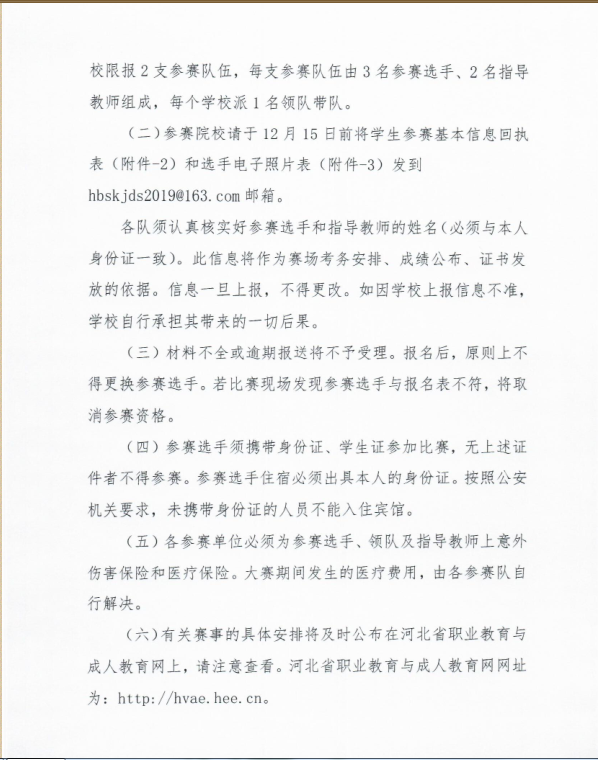 校限报 2 支参赛队伍，每支参赛队伍由 3 名参赛选手、2 名指导
教师组成，每个学校派 1 名领队带队。
（二）参赛院校请于 12 月 15 日前将学生参赛基本信息回执
表（附件-2）和选手电子照片表（附件-3）发到
hbskjds2019@163.com 邮箱。
各队须认真核实好参赛选手和指导教师的姓名(必须与本人
身份证一致)。此信息将作为赛场考务安排、成绩公布、证书发
放的依据。信息一旦上报，不得更改。如因学校上报信息不准，
学校自行承担其带来的一切后果。
（三）材料不全或逾期报送将不予受理。报名后，原则上不
得更换参赛选手。若比赛现场发现参赛选手与报名表不符，将取
消参赛资格。
（四）参赛选手须携带身份证、学生证参加比赛，无上述证
件者不得参赛。参赛选手住宿必须出具本人的身份证。按照公安
机关要求，未携带身份证的人员不能入住宾馆。
（五）各参赛单位必须为参赛选手、领队及指导教师上意外
伤害保险和医疗保险。大赛期间发生的医疗费用，由各参赛队自
行解决。
（六）有关赛事的具体安排将及时公布在河北省职业教育与
成人教育网上，请注意查看。河北省职业教育与成人教育网网址
为：http://hvae.hee.cn。